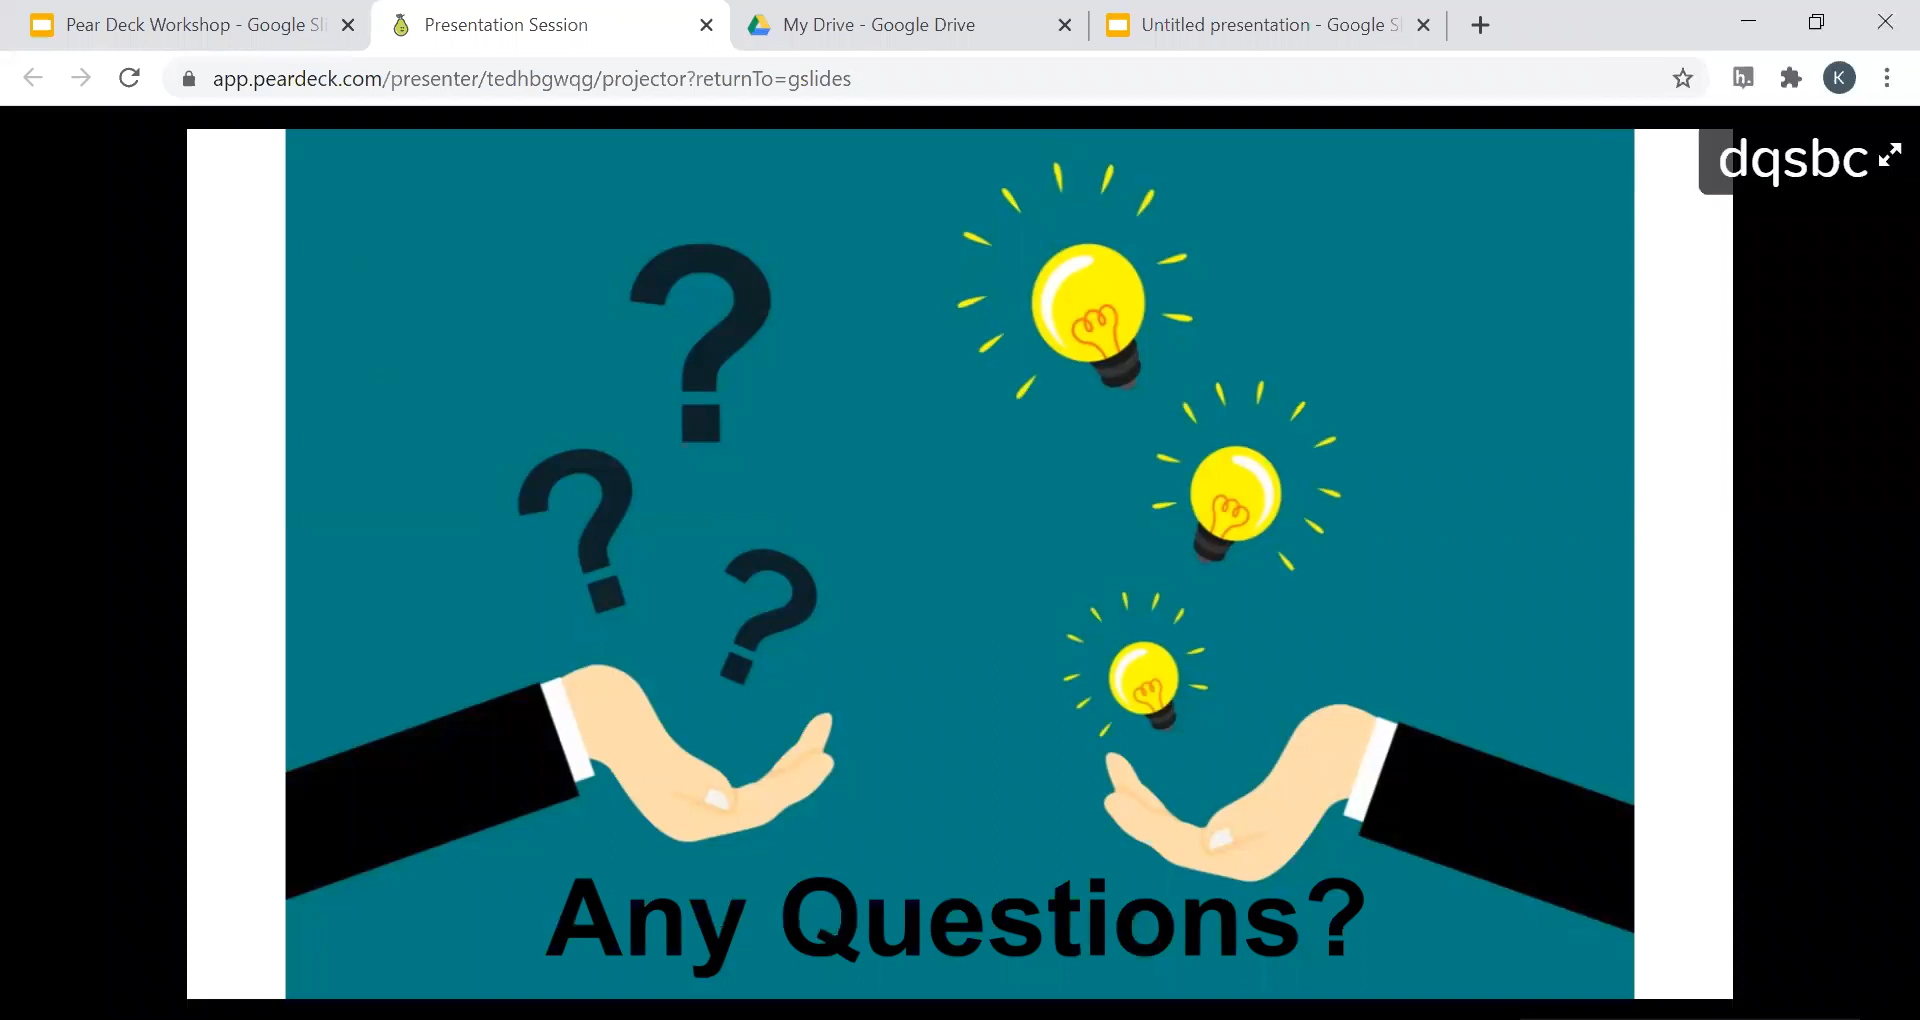 Pear Deck Workshop - Google Sli
Presentation Session
My Drive - Google Drive
Untitled presentation - Google Sl
app.peardeck.com/presenter/tedhbgwqg/projector?returnTo=gslides
h.
K
dqsbc
?
?
?
Any Questions?